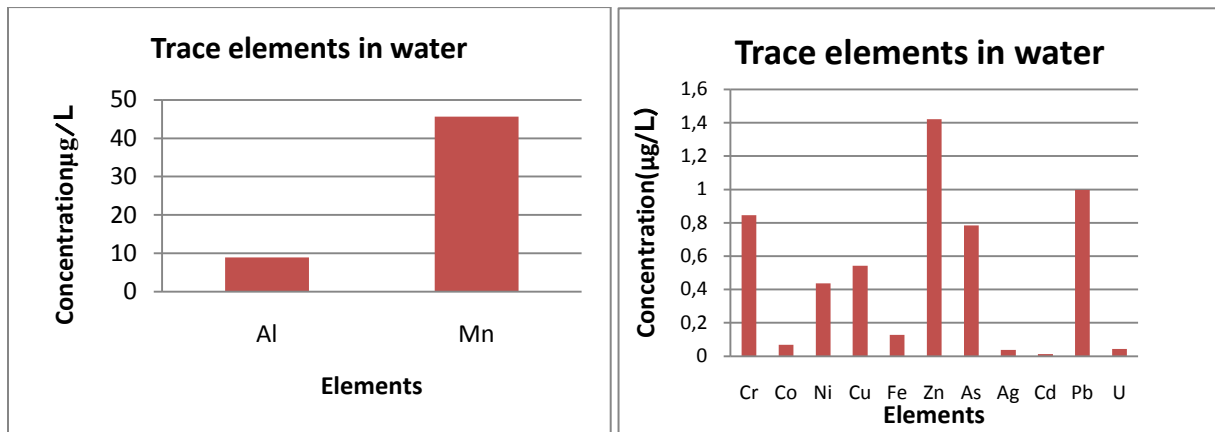 Trace elements in water
Concentrationµg/L
50
40
30
20
10
0
Al Mn
Elements
Trace elements in water
Concentration(µg/L)
1,6
1,4
1,2
1
0,8
0,6
0,4
0,2
0
Cr Co Ni Cu Fe Zn As Ag Cd Pb U
Elements